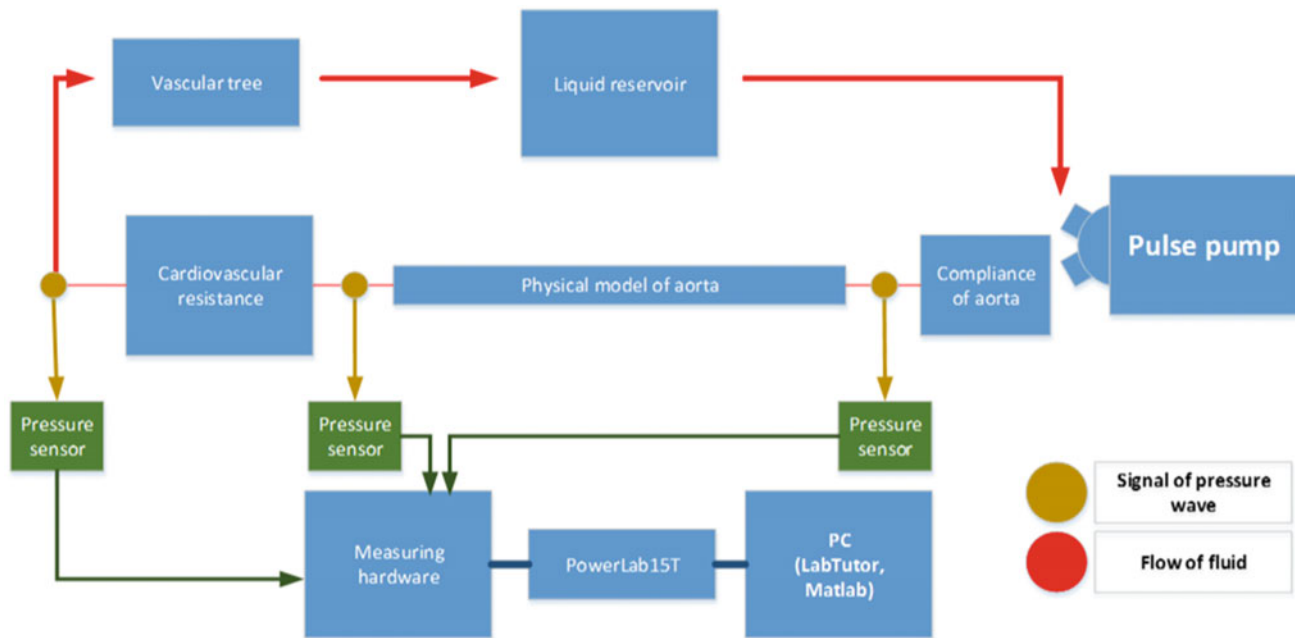 Vascular tree
Liquid reservoir
Pulse pump
Cardiovascular
resistance
Physical model of aorta
Compliance
of aorta
Pressure
sensor
Pressure
sensor
Pressure
sensor
Signal of pressure
wave
Flow of fluid
Measuring
hardware
PowerLab15T
PC
(LabTutor,
Matlab)